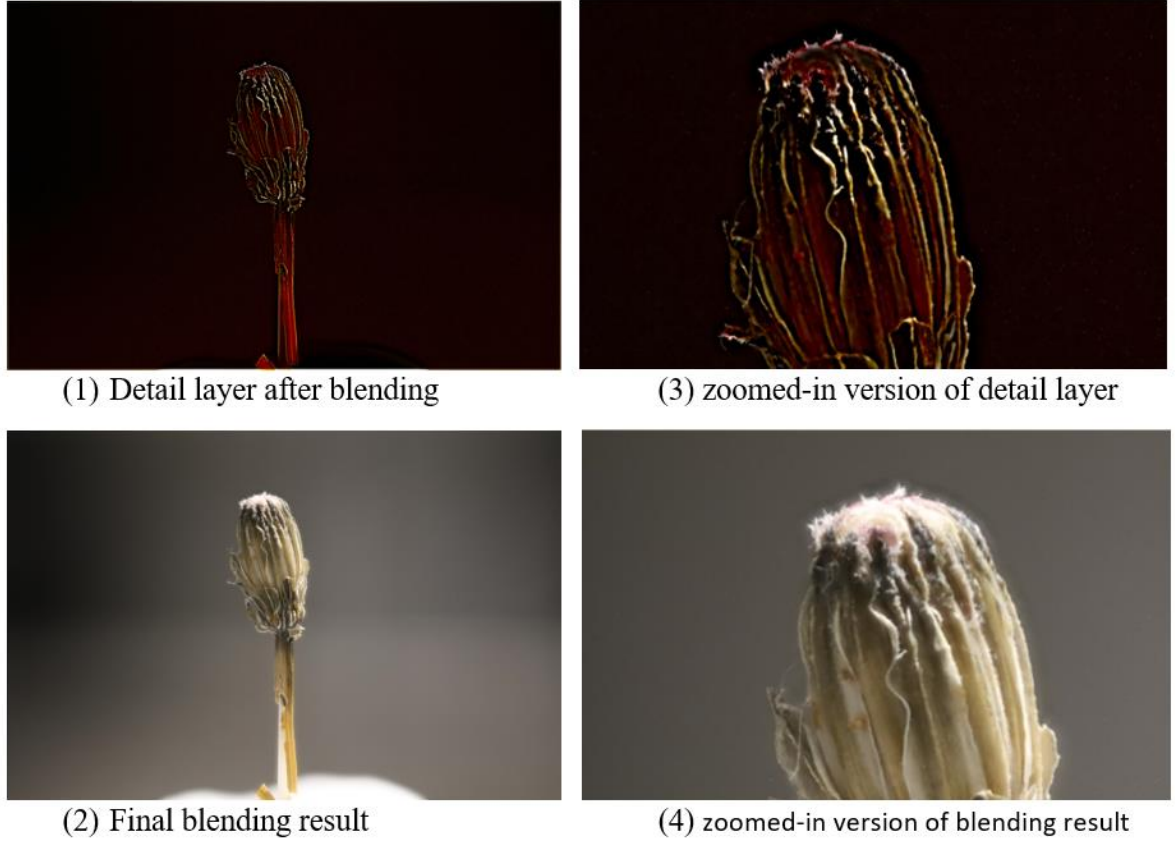 (1) Detail layer after blending
(3) zoomed-in version of detail layer
(2) Final blending result
(4) zoomed-in version of blending result